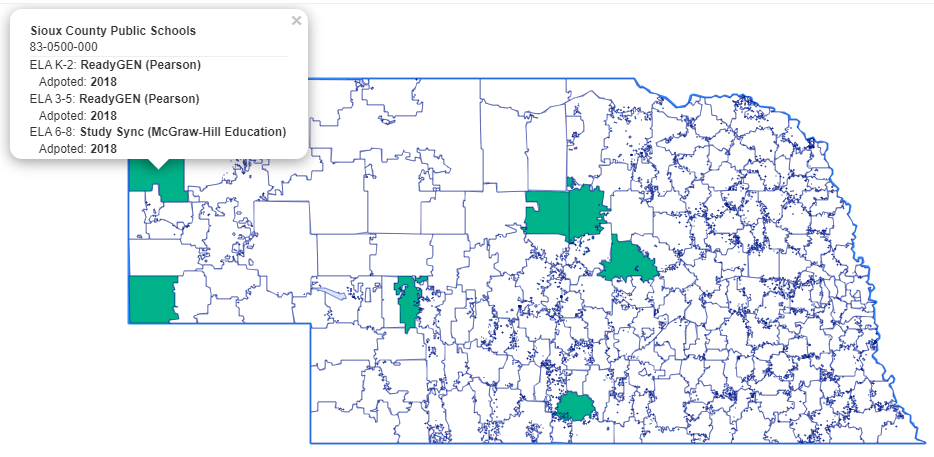 ×
Sioux County Public Schools
83-0500-000
ELA K-2: ReadyGEN (Pearson)
Adpoted: 2018
ELA 3-5: ReadyGEN (Pearson)
Adpoted: 2018
ELA 6-8: Study Sync (McGraw-Hill Education)
Adpoted: 2018